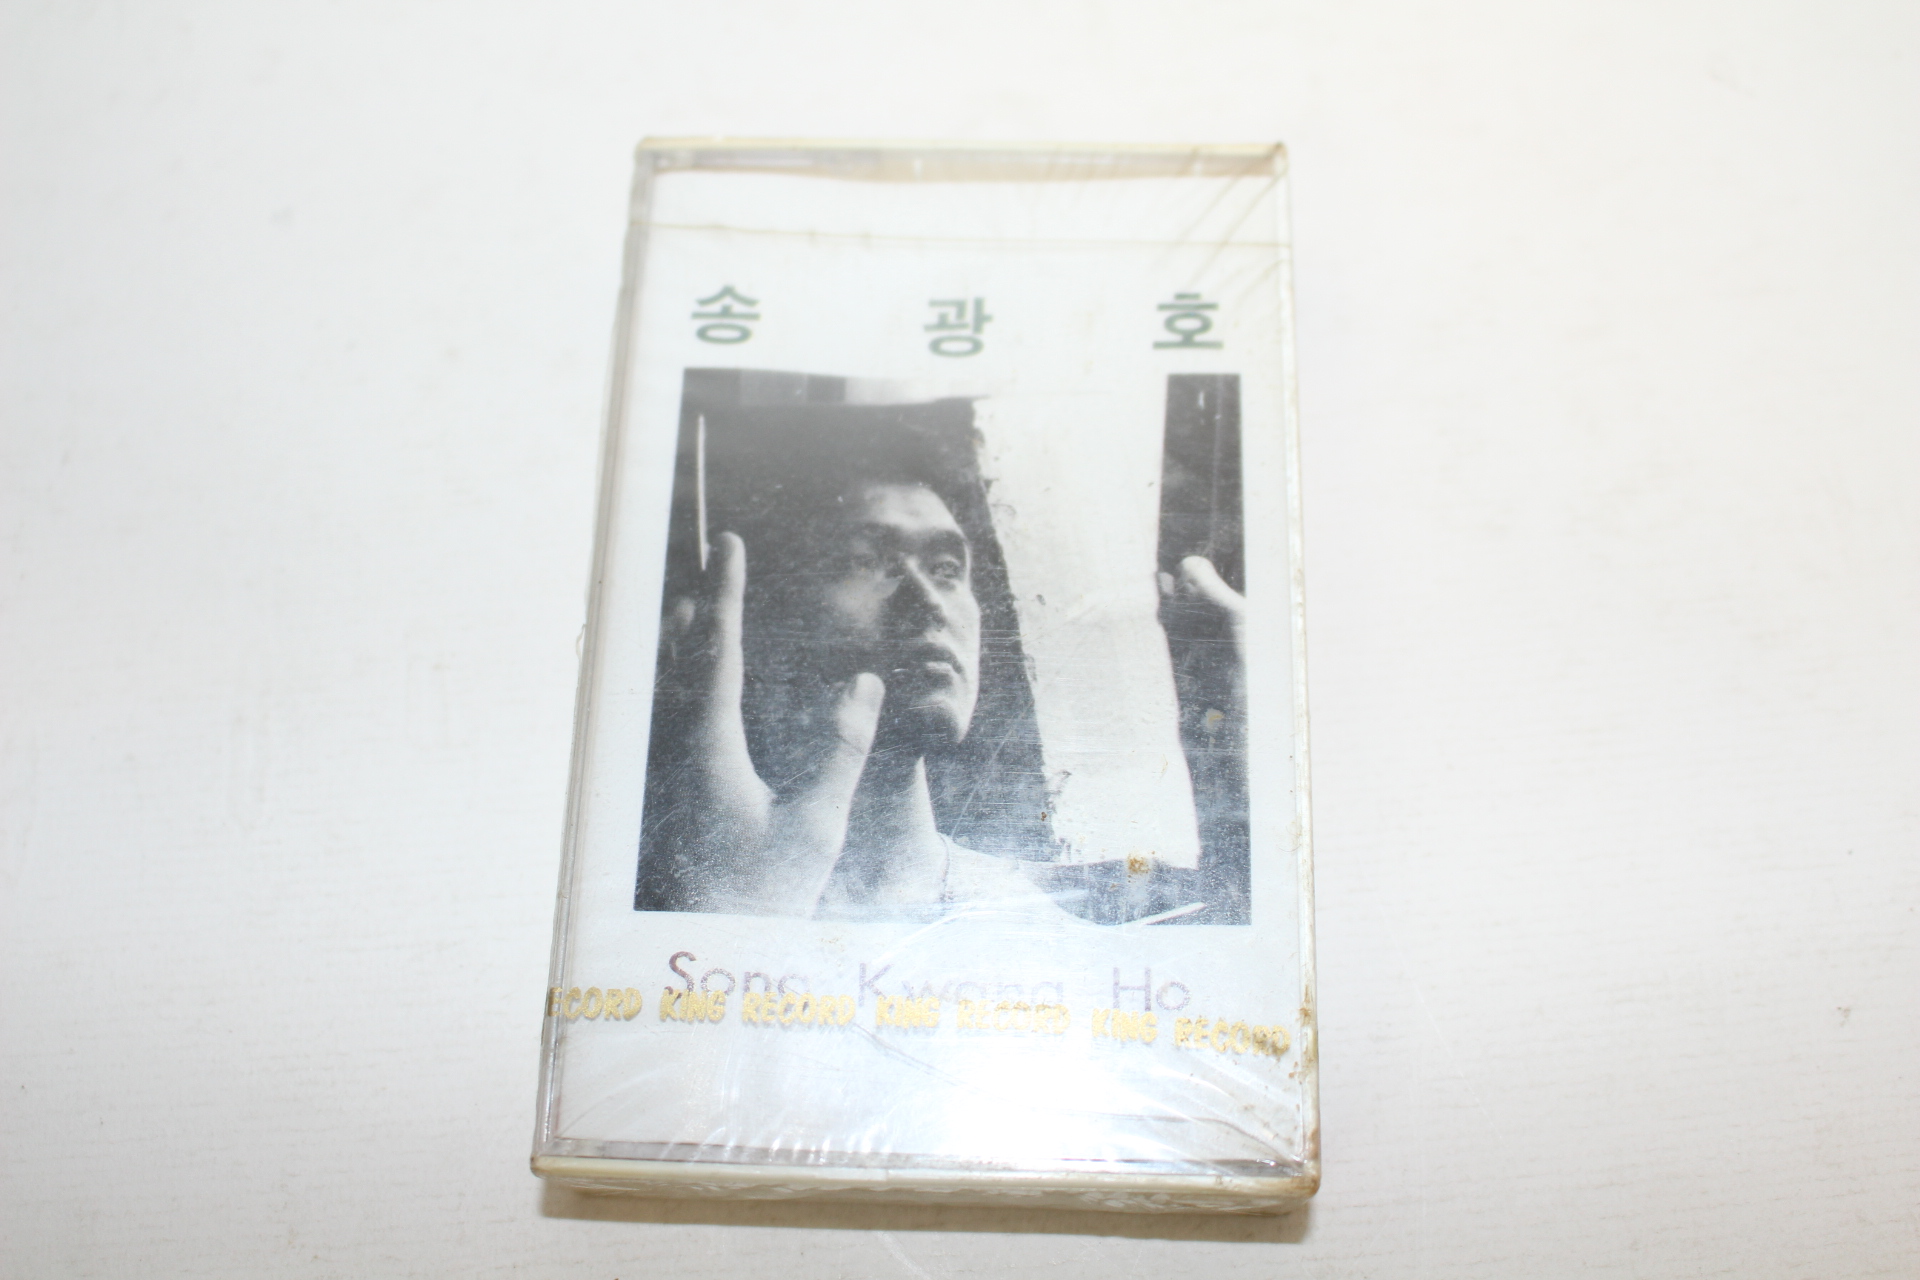 송 광 호
Song Kwang Ho
ECORD KING RECORD KING RECORD KING RECORD